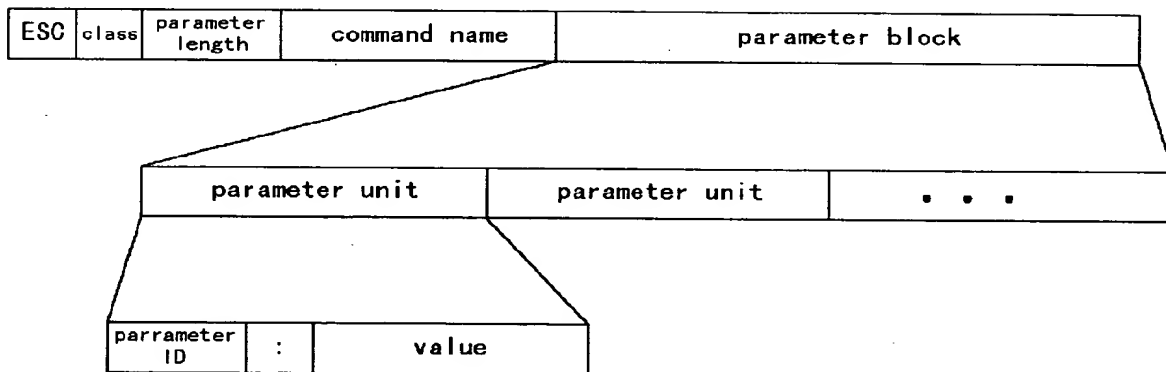 ESC class parameter length command name parameter block
parameter unit parameter unit . . .
parrameter ID : value